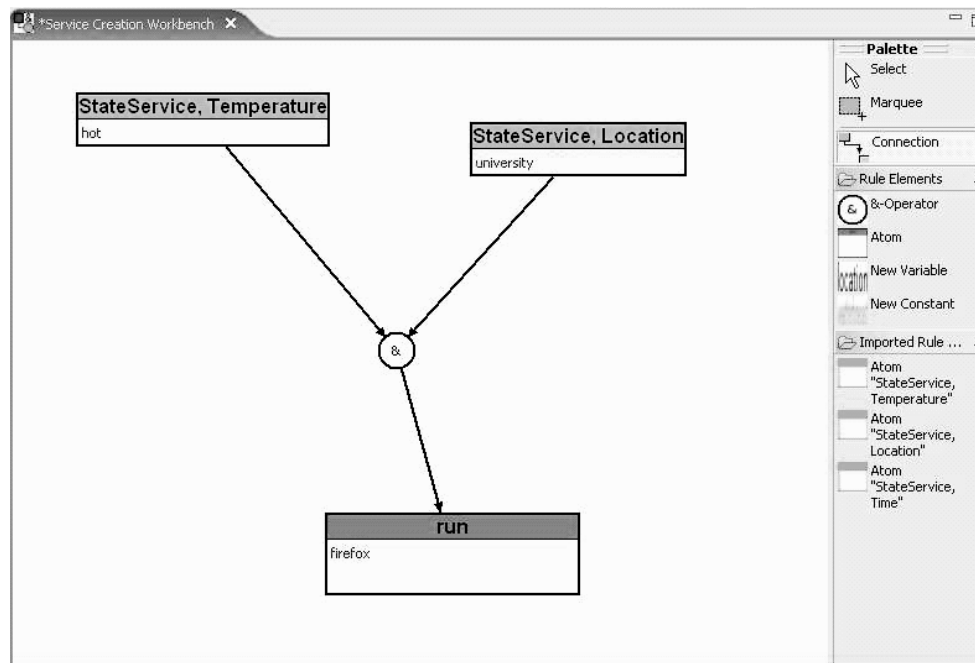 *Service Creation Workbench
StateService, Temperature
hot
StateService, Location
university
&
run
firefox
Palette
Select
Marquee
Connection
Rule Elements
& &-Operator
Atom
location New Variable
New Constant
Imported Rule ...
Atom
"StateService,
Temperature"
Atom
"StateService,
Location"
Atom
"StateService,
Time"